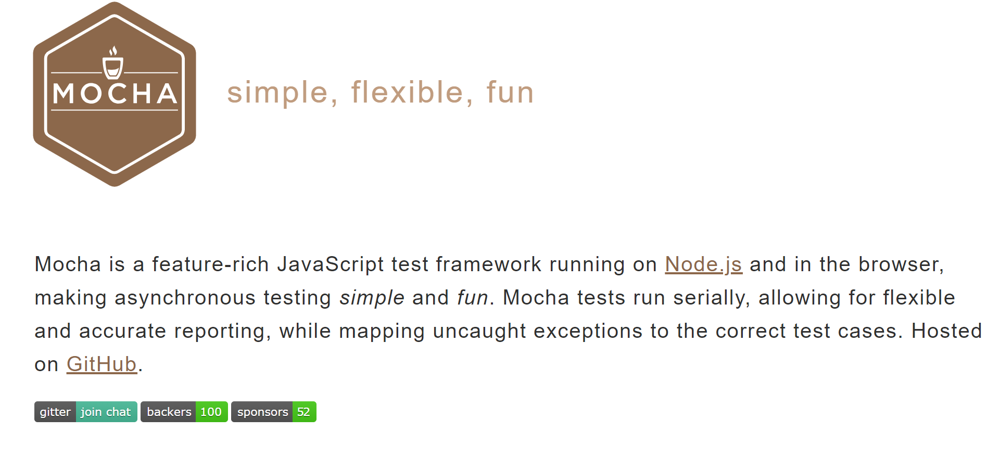 MOCHA
simple, flexible, fun
Mocha is a feature-rich JavaScript test framework running on Node.js and in the browser,
making asynchronous testing simple and fun. Mocha tests run serially, allowing for flexible
and accurate reporting, while mapping uncaught exceptions to the correct test cases. Hosted
on GitHub.
gitter join chat backers 100 sponsors 52